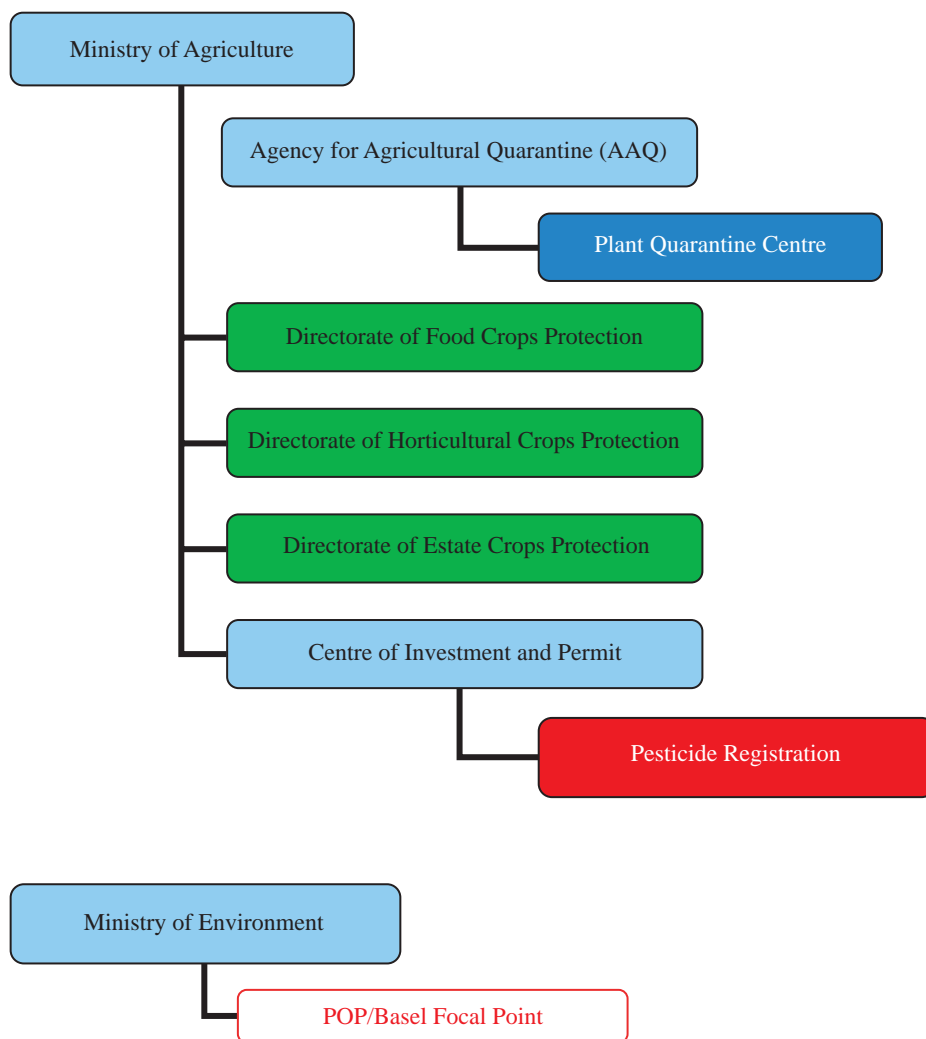 Ministry of Agriculture
Agency for Agricultural Quarantine (AAQ)
Plant Quarantine Centre
Directorate of Food Crops Protection
Directorate of Horticultural Crops Protection
Directorate of Estate Crops Protection
Centre of Investment and Permit
Pesticide Registration
Ministry of Environment
POP/Basel Focal Point